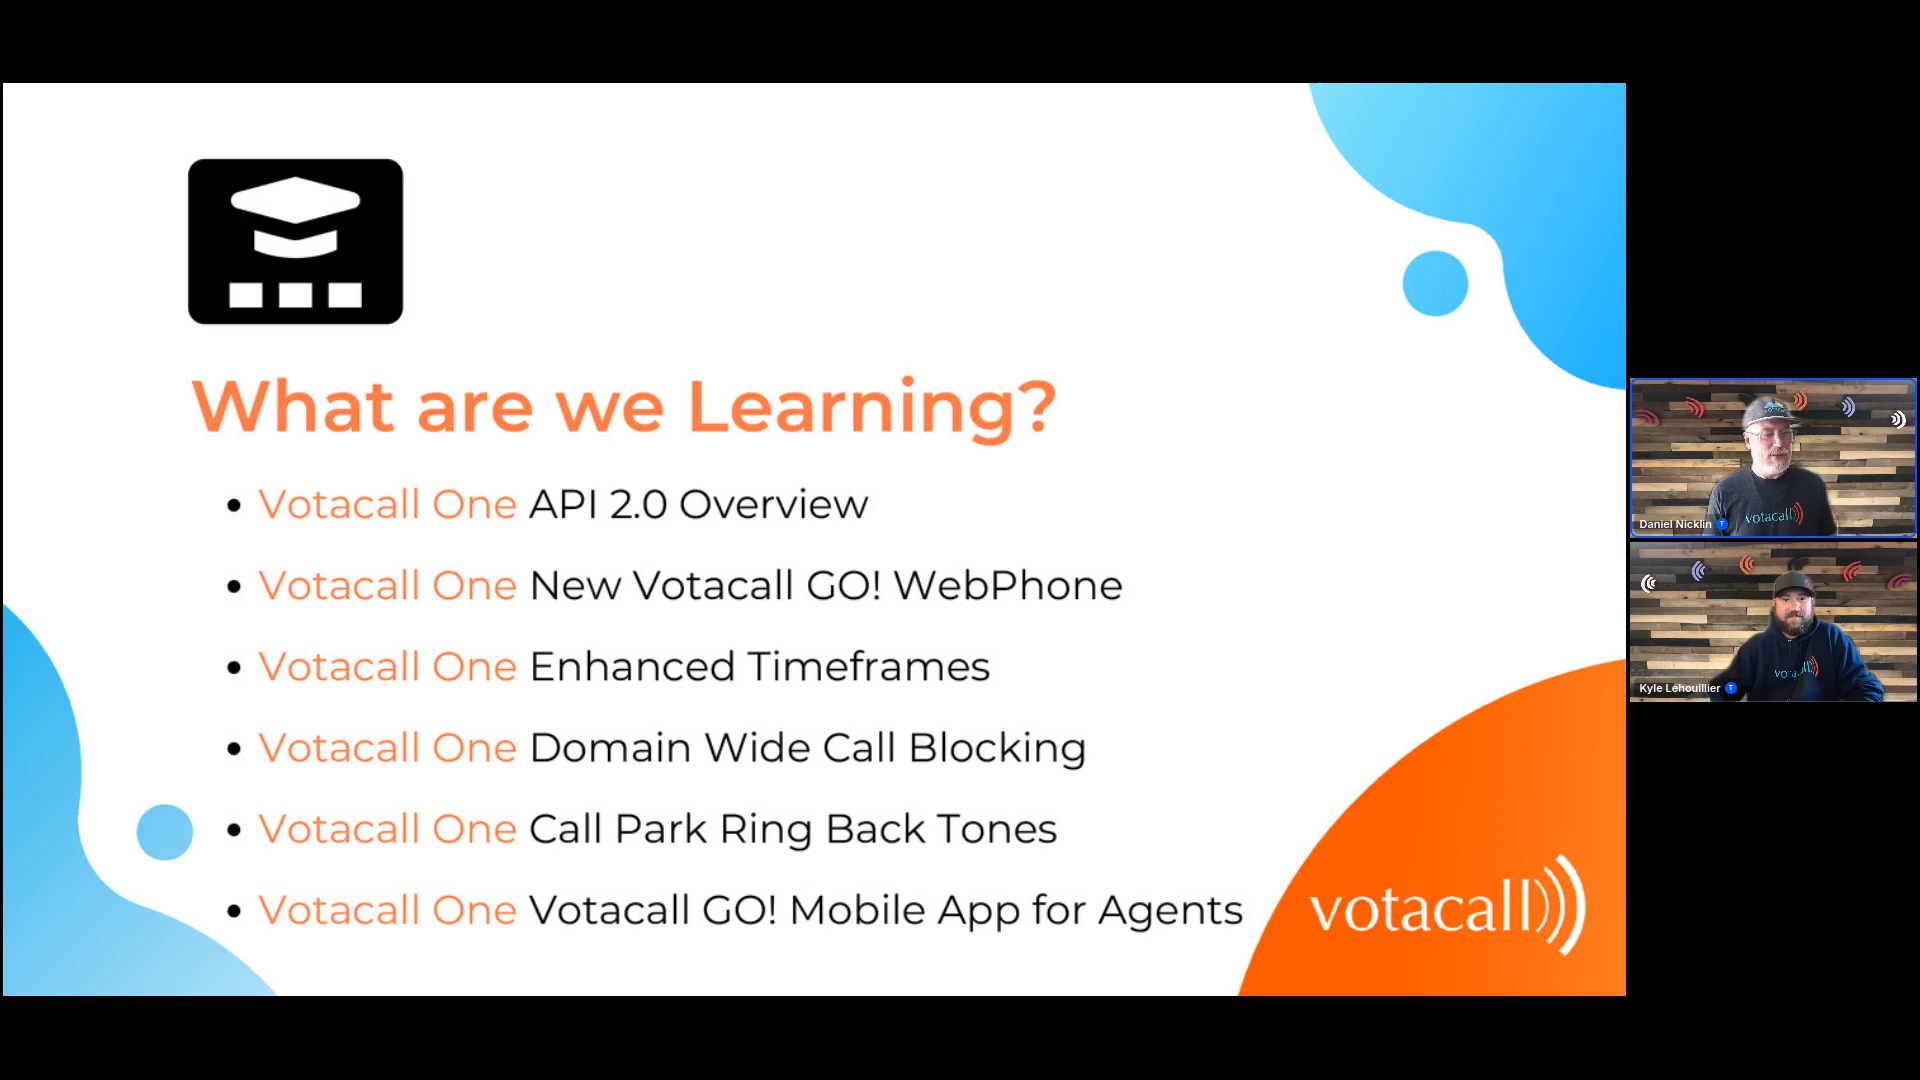 What are we Learning?
• Votacall One API 2.0 Overview
• Votacall One New Votacall GO! WebPhone
• Votacall One Enhanced Timeframes
• Votacall One Domain Wide Call Blocking
• Votacall One Call Park Ring Back Tones
• Votacall One Votacall GO! Mobile App for Agents
votacall
votacall
Daniel Nicklin T
votacall
Kyle Lehouillier T